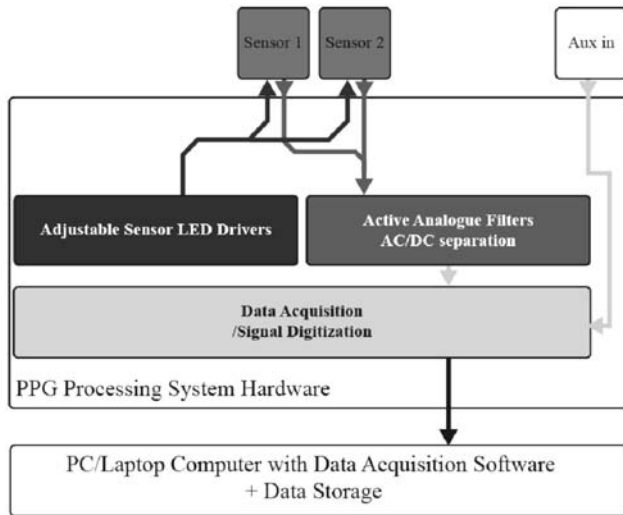 Sensor 1
Sensor 2
Aux in
Adjustable Sensor LED Drivers
Active Analogue Filters
AC/DC separation
Data Acquisition
/Signal Digitization
PPG Processing System Hardware
PC/Laptop Computer with Data Acquisition Software
+ Data Storage